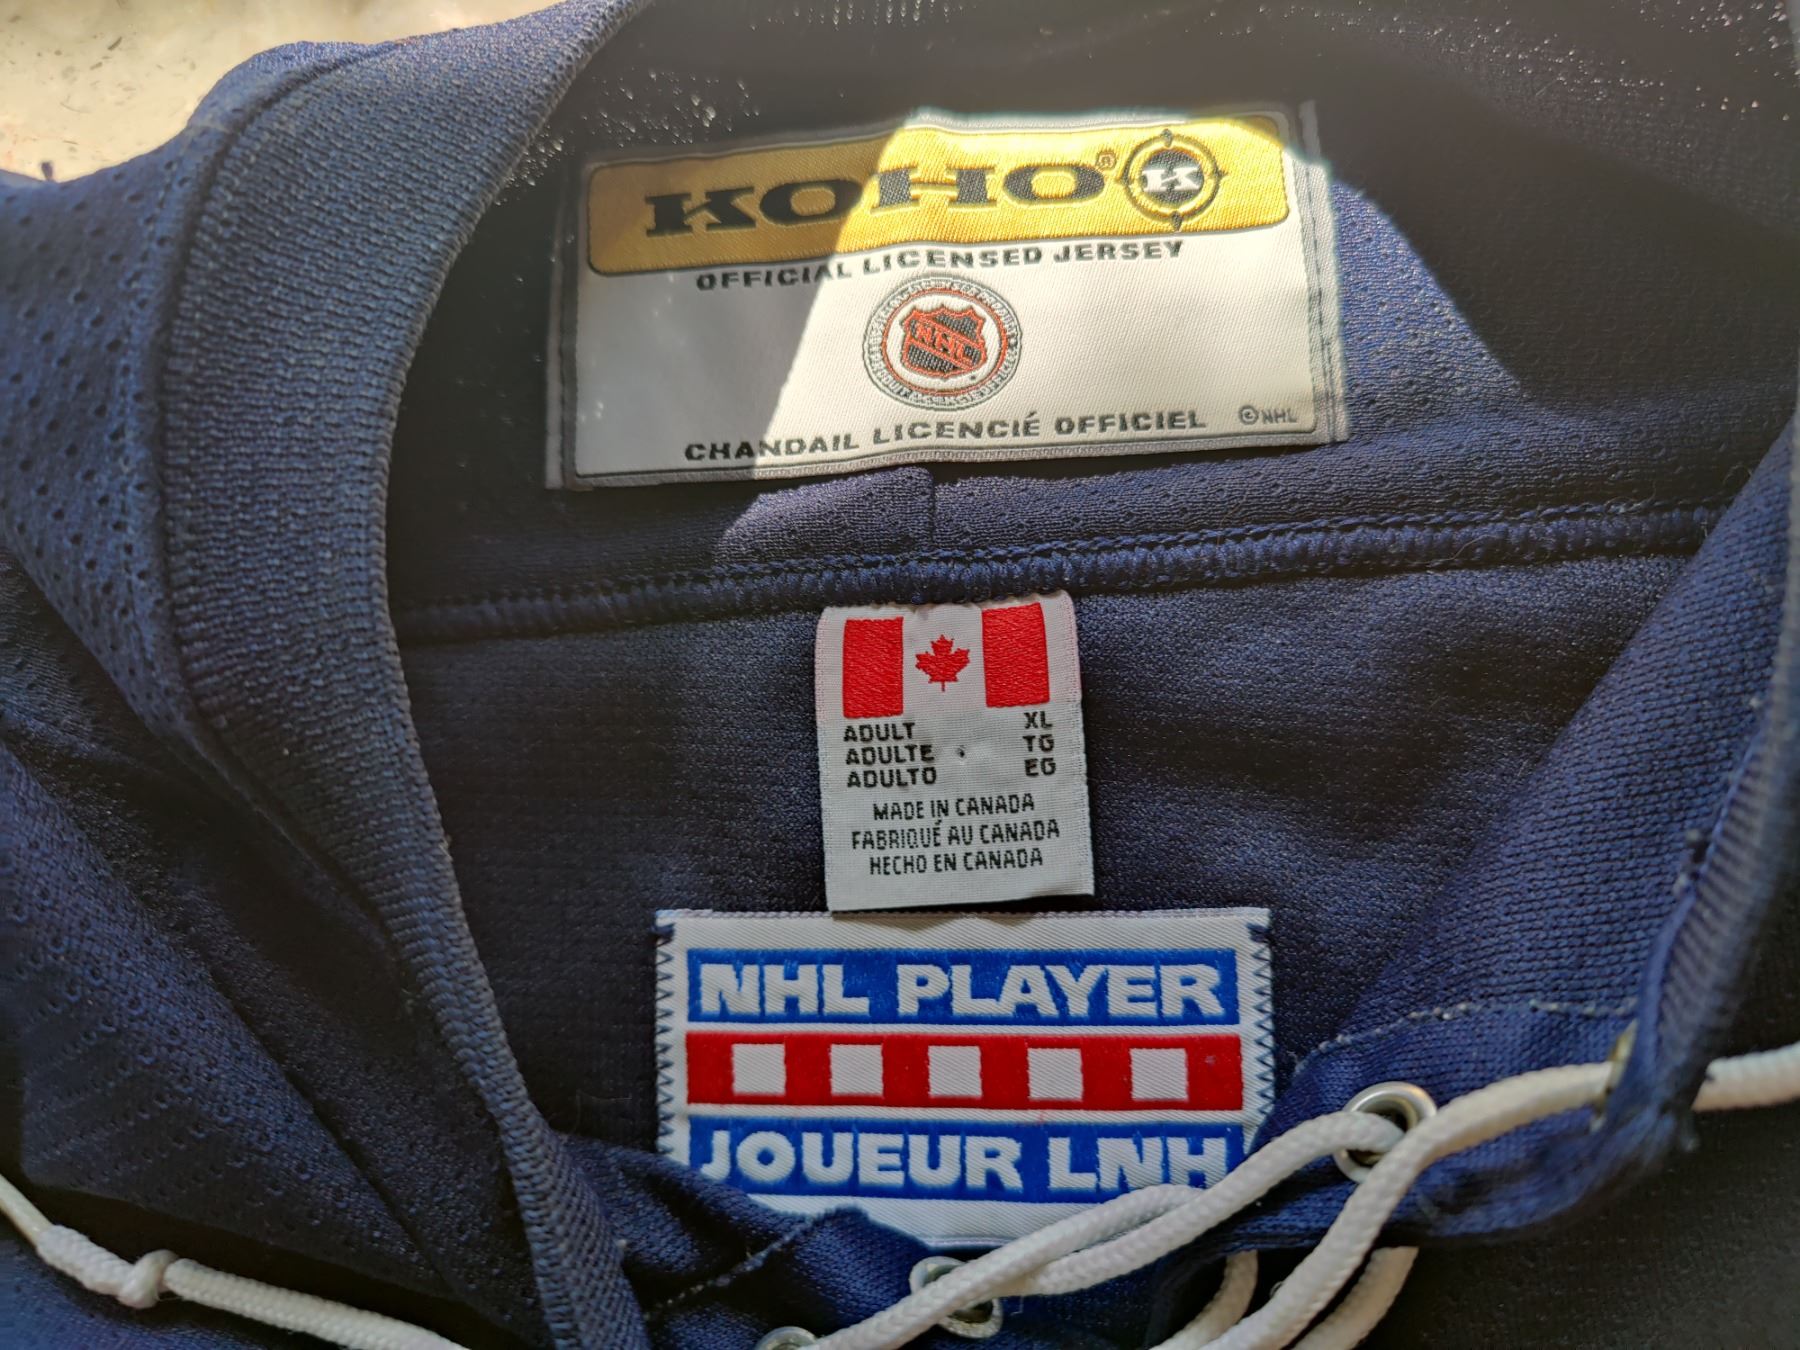 KOHO® K
OFFICIAL LICENSED JERSEY
NHL
CHANDAIL LICENCIÉ OFFICIEL ©NHL
ADULT XL
ADULTE TG
ADULTO EG
MADE IN CANADA
FABRIQUÉ AU CANADA
HECHO EN CANADA
NHL PLAYER
JOUEUR LNH